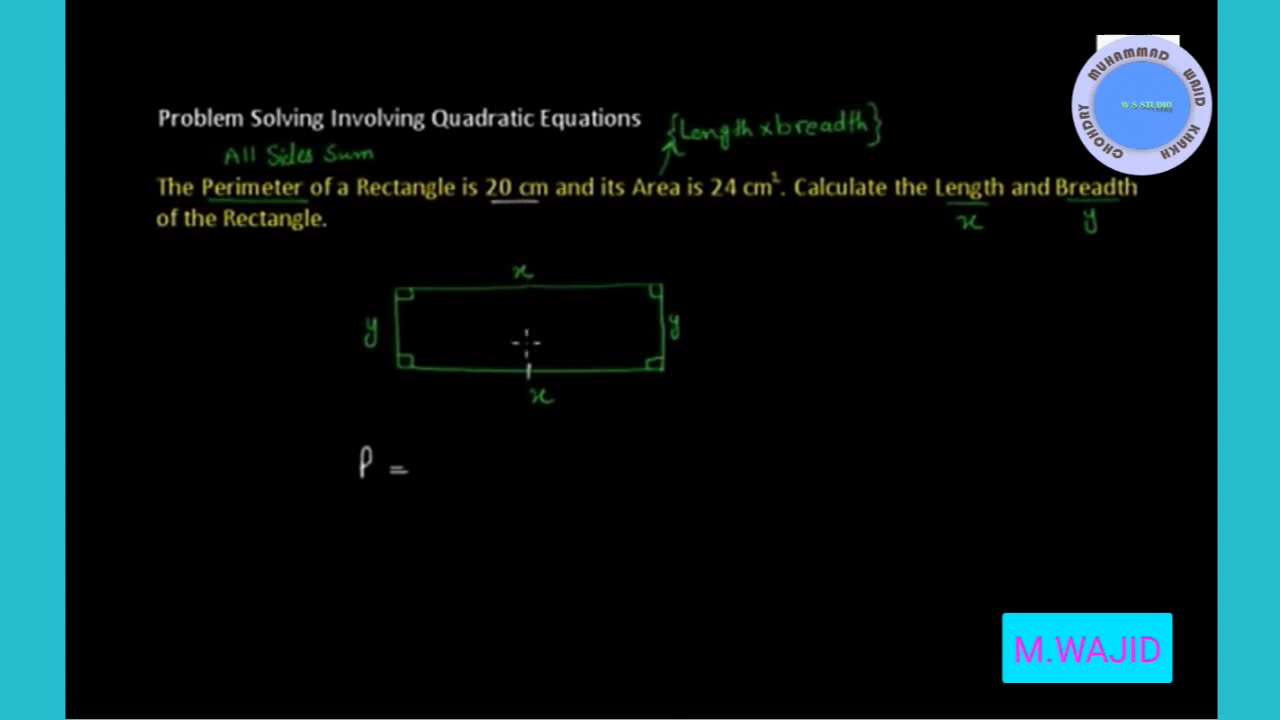 MUHAMMAD WAJID KHAKH CHOHDRY
W S STUDIO
Problem Solving Involving Quadratic Equations
{Length x breadth}
All Sides Sum
The Perimeter of a Rectangle is 20 cm and its Area is 24 cm². Calculate the Length and Breadth
of the Rectangle.
x y
x
y y
x
P =
M.WAJID